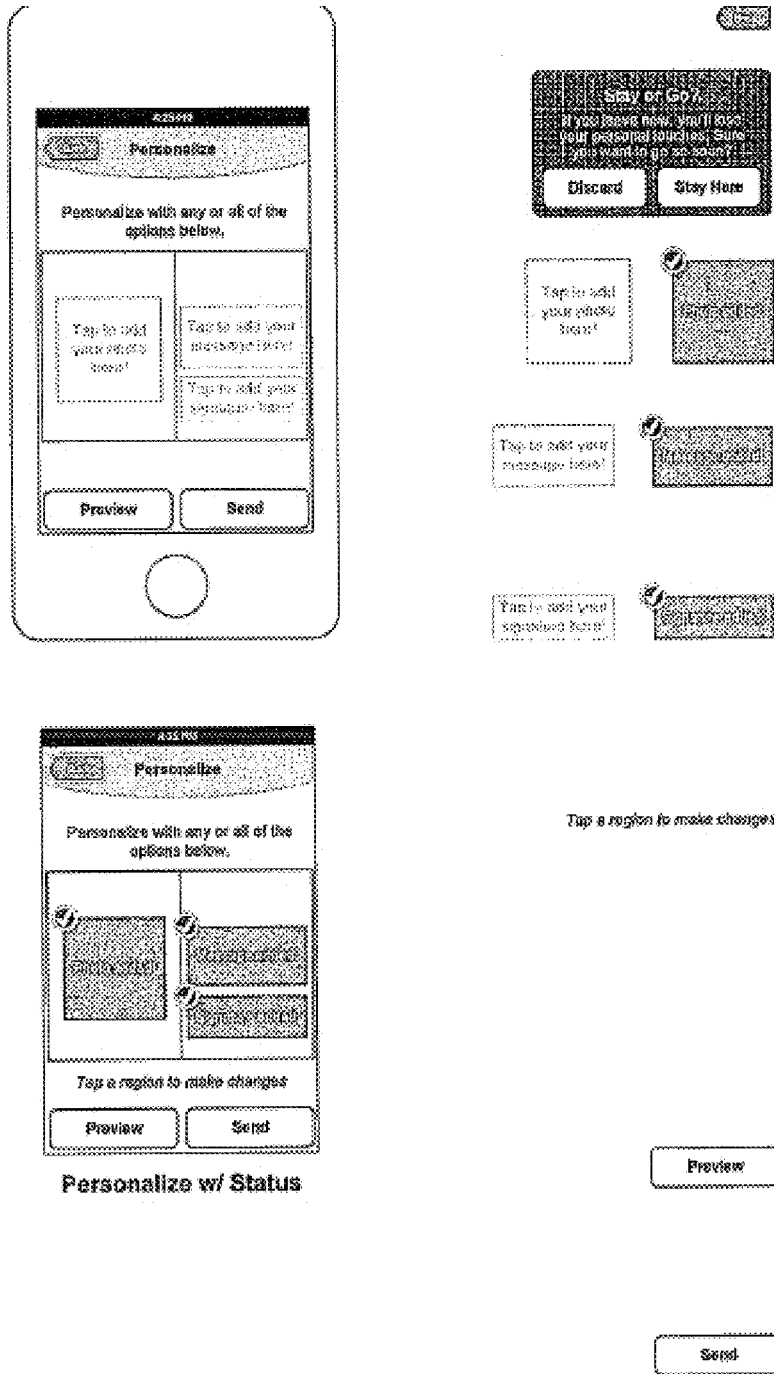 4:25 PM
Personalize
Personalize with any or all of the
options below.
Tap to add
your photo
here!
Tap to add your
message here!
Tap to add your
signature here!
Preview
Send
Stay or Go?
If you leave now, you'll lose
your personal touches. Sure
you want to go so soon?
Discard
Stay Here
Tap to add
your photo
here!
Tap to add your
message here!
Tap to add your
signature here!
Personalize
Personalize with any or all of the
options below.
Tap a region to make changes
Preview
Send
Personalize w/ Status
Tap a region to make changes
Preview
Send